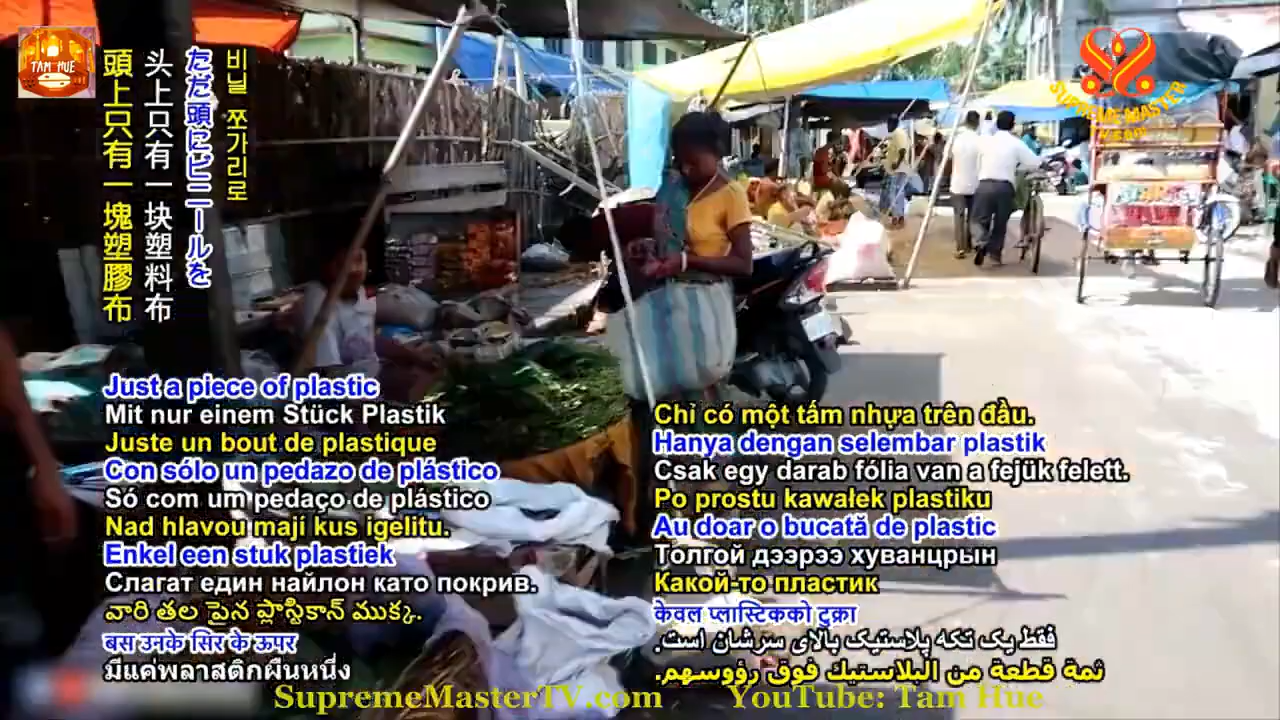 TAM HUE
비닐 쪼가리로
ただ頭にビニールを
头上只有一块塑料布
頭上只有一塊塑膠布
SUPREME MASTER
Just a piece of plastic
Mit nur einem Stück Plastik
Juste un bout de plastique
Con sólo un pedazo de plástico
Só com um pedaço de plástico
Nad hlavou mají kus igelitu.
Enkel een stuk plastiek
Слагат един найлон като покрив.
వారి తల పైన ప్లాస్టికాన్ ముక్క.
बस उनके सिर के ऊपर
มีแค่พลาสติกผืนหนึ่ง
Chỉ có một tấm nhựa trên đầu.
Hanya dengan selembar plastik
Csak egy darab fólia van a fejük felett.
Po prostu kawałek plastiku
Au doar o bucată de plastic
Толгой дээрээ хуванцрын
Какой-то пластик
केवल प्लास्टिकको टुक्रा
فقط یک تکه پلاستیک بالای سرشان است.
ثمة قطعة من البلاستيك فوق رؤوسهم.
SupremeMasterTV.com YouTube: Tam Hue